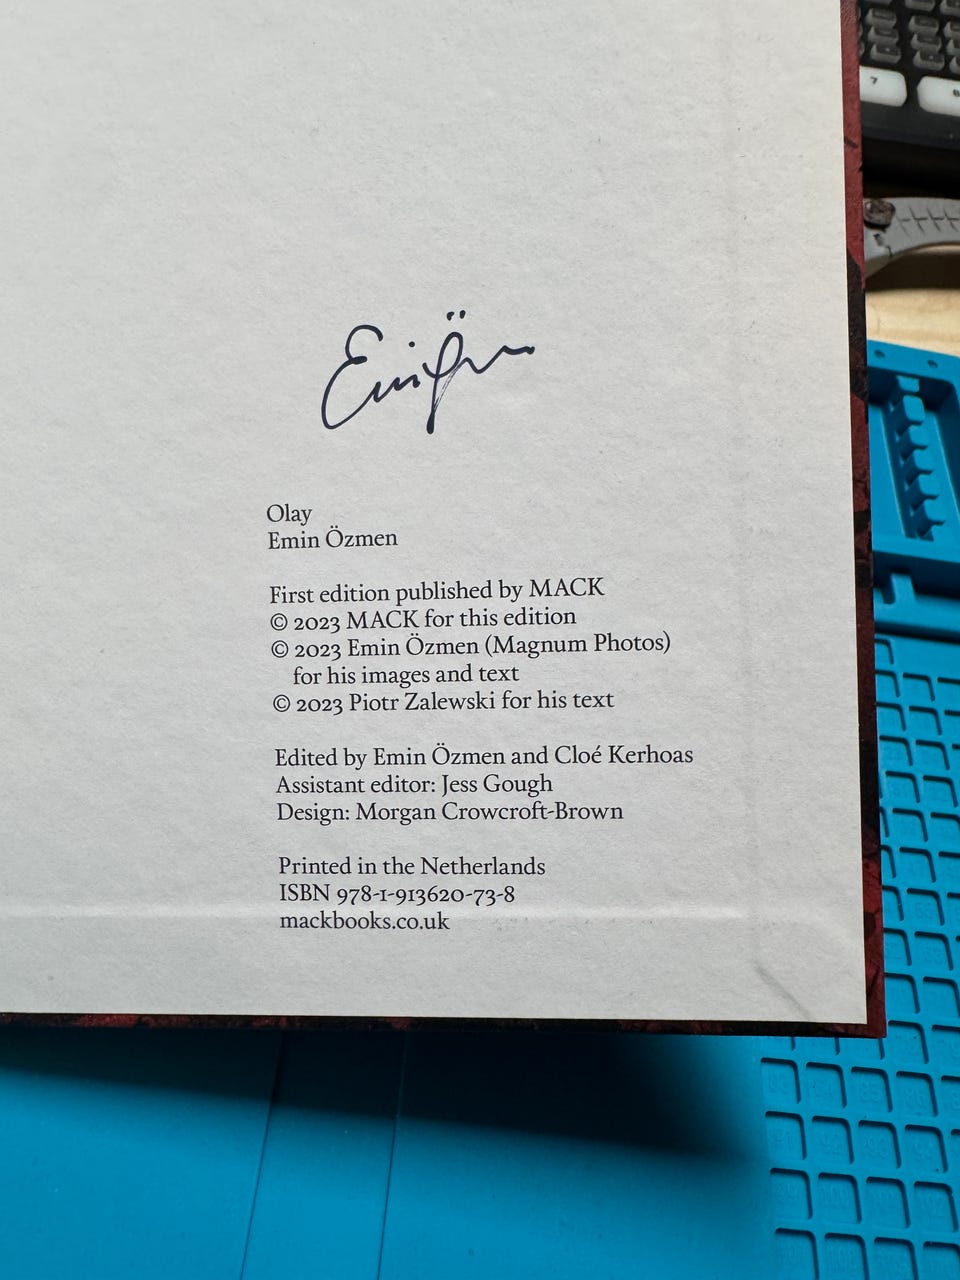 Emin Özmen
Olay
Emin Özmen
First edition published by MACK
© 2023 MACK for this edition
© 2023 Emin Özmen (Magnum Photos)
for his images and text
© 2023 Piotr Zalewski for his text
Edited by Emin Özmen and Cloé Kerhoas
Assistant editor: Jess Gough
Design: Morgan Crowcroft-Brown
Printed in the Netherlands
ISBN 978-1-913620-73-8
mackbooks.co.uk
7